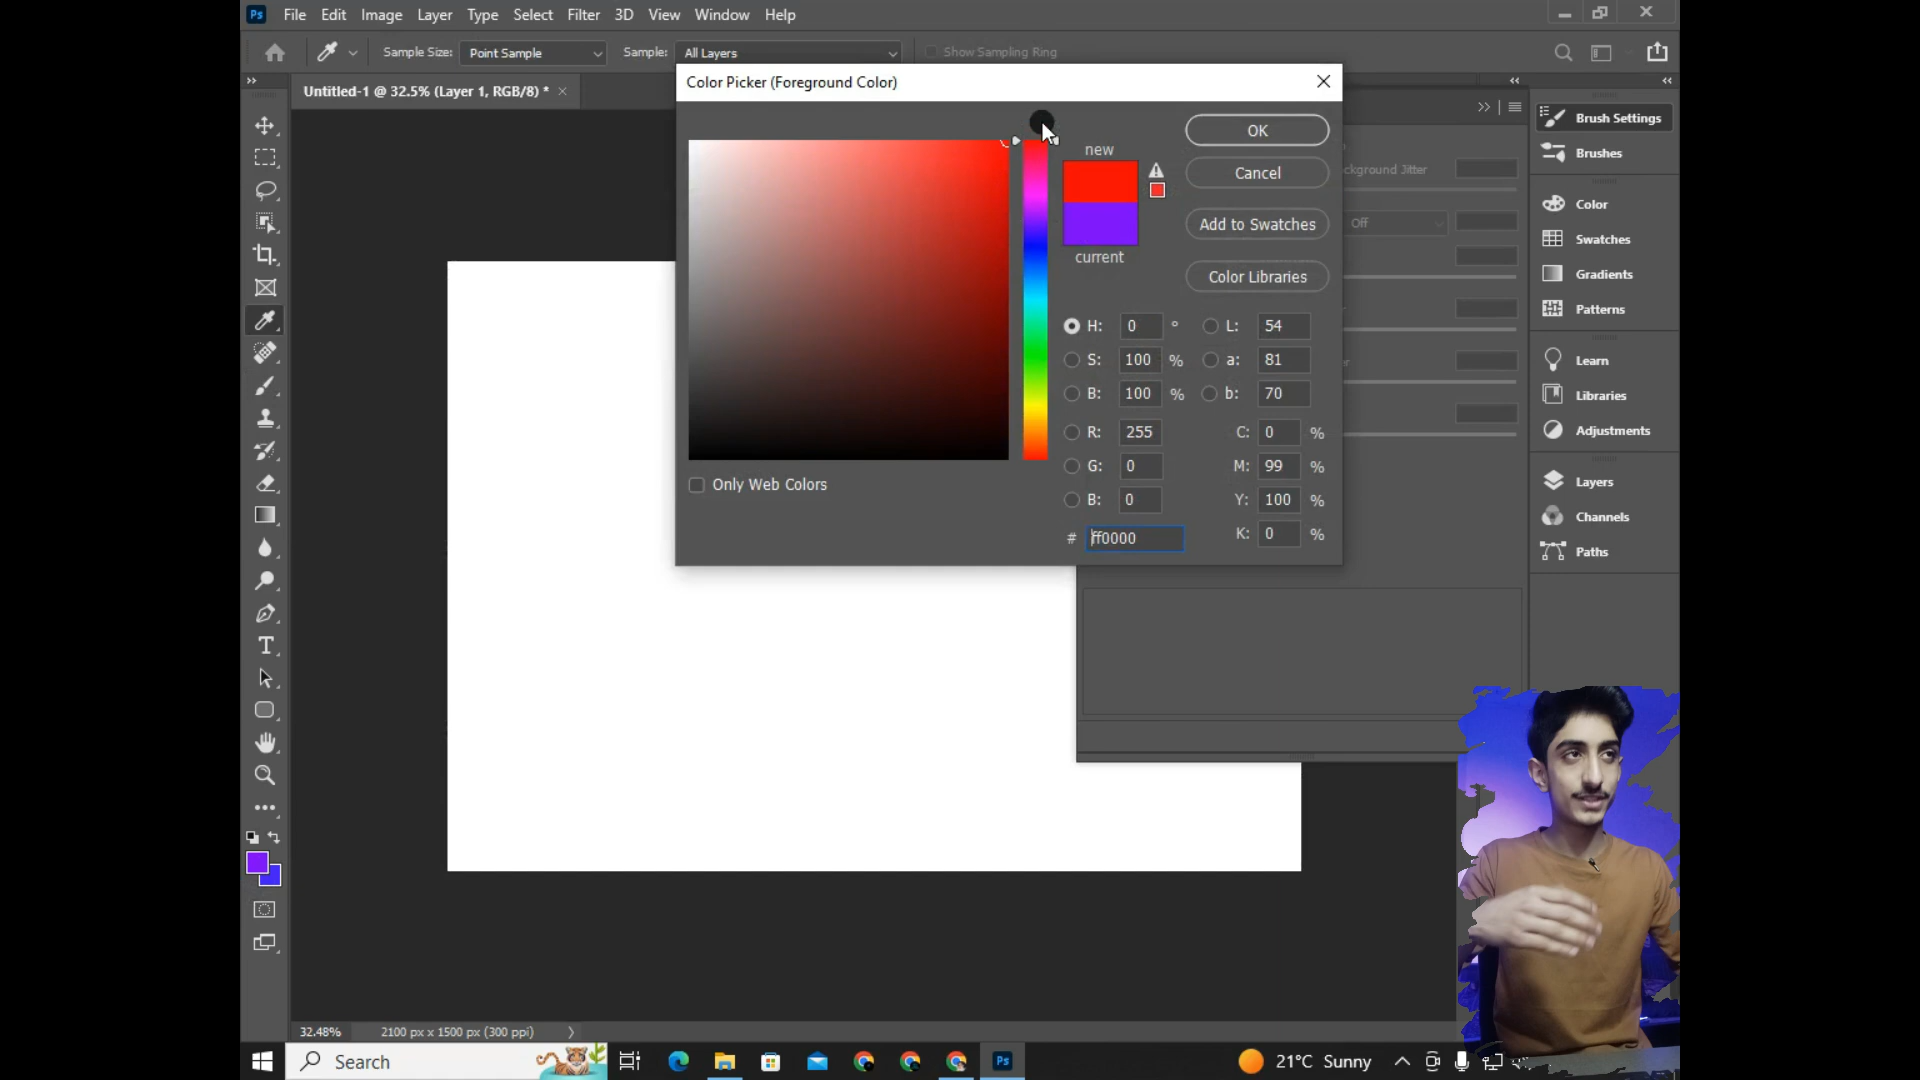 Ps File Edit Image Layer Type Select Filter 3D View Window Help
Sample Size: Point Sample Sample: All Layers Show Sampling Ring
Untitled-1 @ 32.5% (Layer 1, RGB/8) *
Color Picker (Foreground Color)
new
current
OK
Cancel
Add to Swatches
Color Libraries
H: 0 ° L: 54
S: 100 % a: 81
B: 100 % b: 70
R: 255 C: 0 %
G: 0 M: 99 %
B: 0 Y: 100 %
# ff0000 K: 0 %
Only Web Colors
ckground Jitter
Off
Brush Settings
Brushes
Color
Swatches
Gradients
Patterns
Learn
Libraries
Adjustments
Layers
Channels
Paths
32.48% 2100 px x 1500 px (300 ppi)
Search
Ps
21°C Sunny